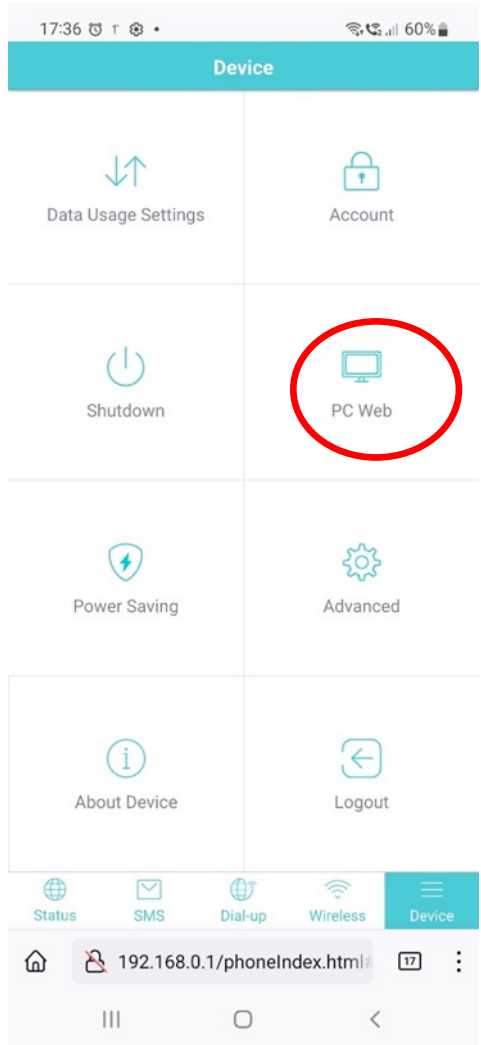 17:36 60%
Device
Data Usage Settings Account
Shutdown PC Web
Power Saving Advanced
About Device Logout
Status SMS Dial-up Wireless Device
192.168.0.1/phoneIndex.html# 17